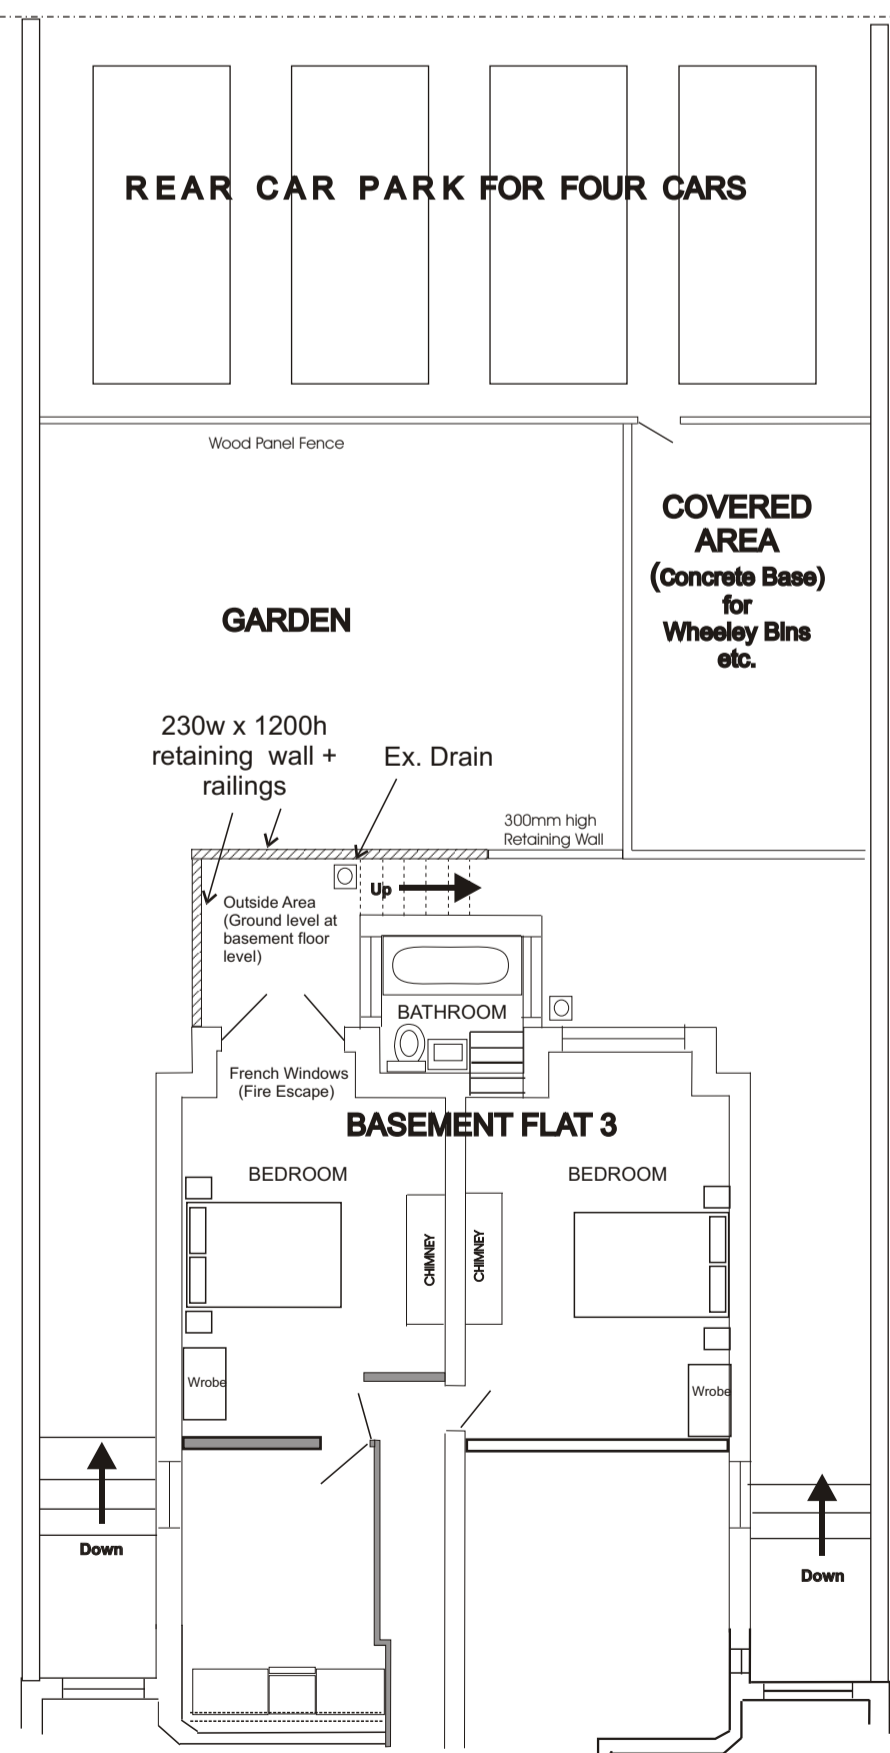 REAR CAR PARK FOR FOUR CARS
Wood Panel Fence
COVERED
AREA
(Concrete Base)
for
Wheeley Bins
etc.
GARDEN
230w x 1200h
retaining wall +
railings
Ex. Drain
300mm high
Retaining Wall
Up
Outside Area
(Ground level at
basement floor
level)
BATHROOM
French Windows
(Fire Escape)
BASEMENT FLAT 3
BEDROOM
BEDROOM
CHIMNEY
CHIMNEY
Wrobe
Wrobe
Down
Down